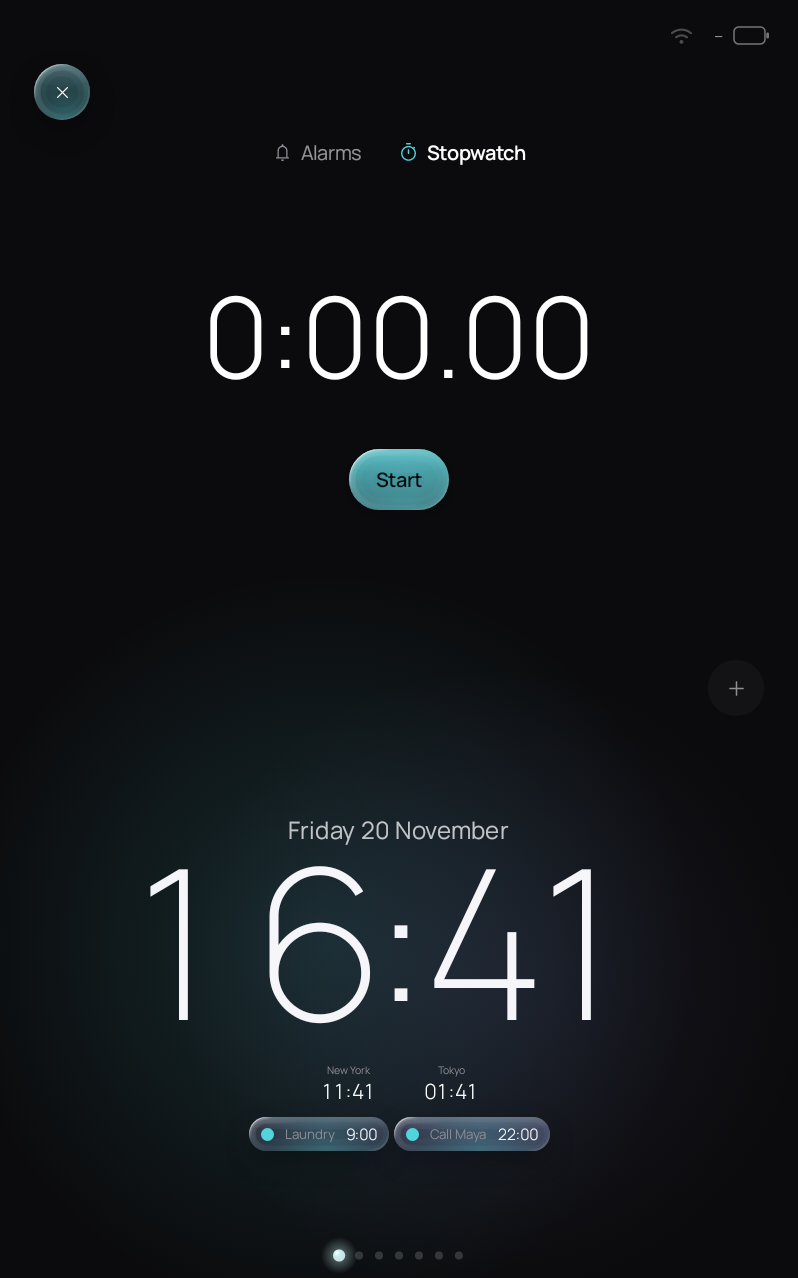 –
Alarms Stopwatch
0:00.00
Start
Friday 20 November
16:41
New York Tokyo
11:41 01:41
Laundry 9:00 Call Maya 22:00